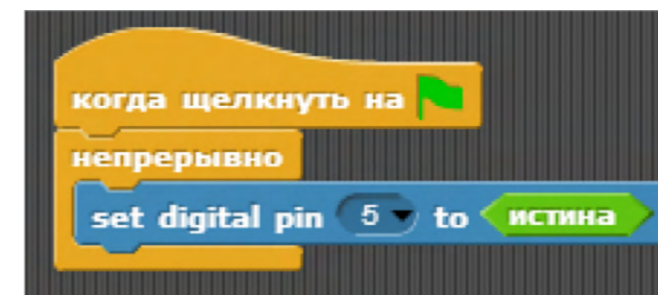 когда щелкнуть на
непрерывно
set digital pin 5 to истина